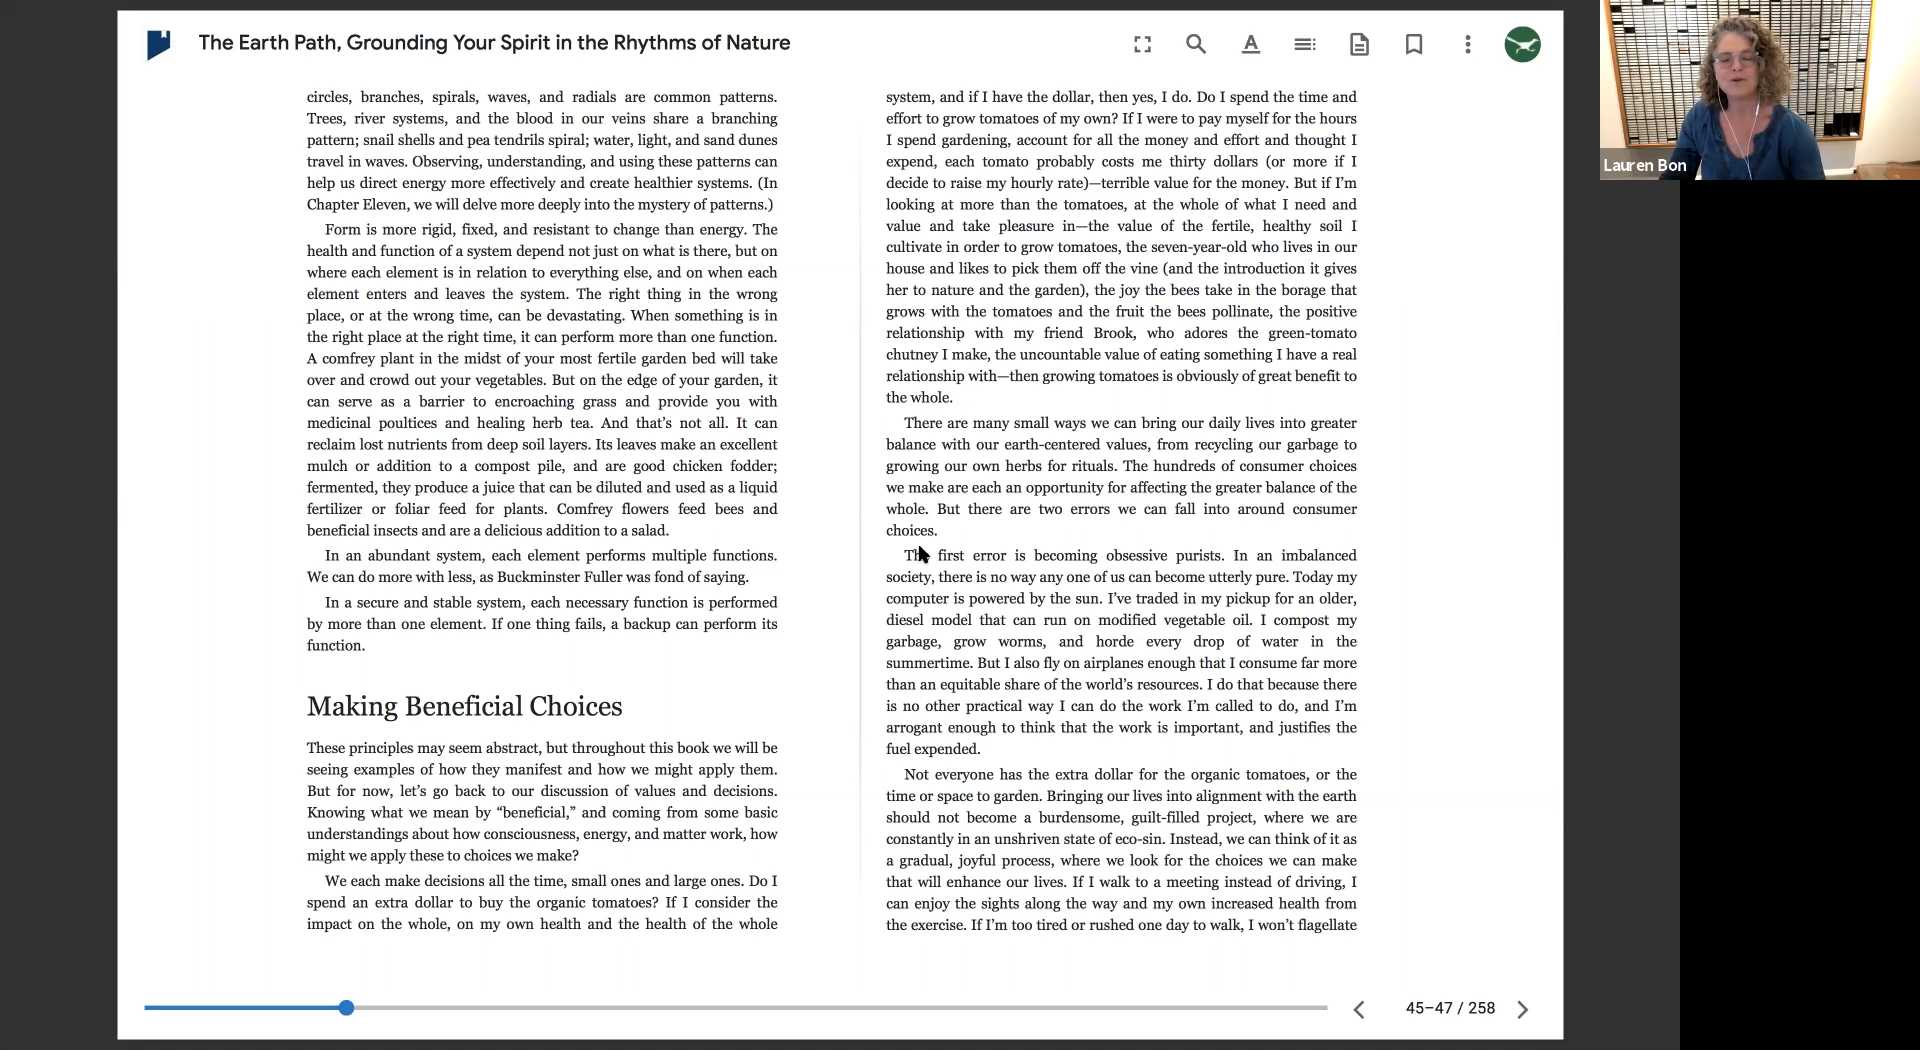 The Earth Path, Grounding Your Spirit in the Rhythms of Nature
Lauren Bon
circles, branches, spirals, waves, and radials are common patterns.
Trees, river systems, and the blood in our veins share a branching
pattern; snail shells and pea tendrils spiral; water, light, and sand dunes
travel in waves. Observing, understanding, and using these patterns can
help us direct energy more effectively and create healthier systems. (In
Chapter Eleven, we will delve more deeply into the mystery of patterns.)
Form is more rigid, fixed, and resistant to change than energy. The
health and function of a system depend not just on what is there, but on
where each element is in relation to everything else, and on when each
element enters and leaves the system. The right thing in the wrong
place, or at the wrong time, can be devastating. When something is in
the right place at the right time, it can perform more than one function.
A comfrey plant in the midst of your most fertile garden bed will take
over and crowd out your vegetables. But on the edge of your garden, it
can serve as a barrier to encroaching grass and provide you with
medicinal poultices and healing herb tea. And that's not all. It can
reclaim lost nutrients from deep soil layers. Its leaves make an excellent
mulch or addition to a compost pile, and are good chicken fodder;
fermented, they produce a juice that can be diluted and used as a liquid
fertilizer or foliar feed for plants. Comfrey flowers feed bees and
beneficial insects and are a delicious addition to a salad.
In an abundant system, each element performs multiple functions.
We can do more with less, as Buckminster Fuller was fond of saying.
In a secure and stable system, each necessary function is performed
by more than one element. If one thing fails, a backup can perform its
function.
Making Beneficial Choices
These principles may seem abstract, but throughout this book we will be
seeing examples of how they manifest and how we might apply them.
But for now, let's go back to our discussion of values and decisions.
Knowing what we mean by “beneficial,” and coming from some basic
understandings about how consciousness, energy, and matter work, how
might we apply these to choices we make?
We each make decisions all the time, small ones and large ones. Do I
spend an extra dollar to buy the organic tomatoes? If I consider the
impact on the whole, on my own health and the health of the whole
system, and if I have the dollar, then yes, I do. Do I spend the time and
effort to grow tomatoes of my own? If I were to pay myself for the hours
I spend gardening, account for all the money and effort and thought I
expend, each tomato probably costs me thirty dollars (or more if I
decide to raise my hourly rate)—terrible value for the money. But if I'm
looking at more than the tomatoes, at the whole of what I need and
value and take pleasure in—the value of the fertile, healthy soil I
cultivate in order to grow tomatoes, the seven-year-old who lives in our
house and likes to pick them off the vine (and the introduction it gives
her to nature and the garden), the joy the bees take in the borage that
grows with the tomatoes and the fruit the bees pollinate, the positive
relationship with my friend Brook, who adores the green-tomato
chutney I make, the uncountable value of eating something I have a real
relationship with—then growing tomatoes is obviously of great benefit to
the whole.
There are many small ways we can bring our daily lives into greater
balance with our earth-centered values, from recycling our garbage to
growing our own herbs for rituals. The hundreds of consumer choices
we make are each an opportunity for affecting the greater balance of the
whole. But there are two errors we can fall into around consumer
choices.
The first error is becoming obsessive purists. In an imbalanced
society, there is no way any one of us can become utterly pure. Today my
computer is powered by the sun. I've traded in my pickup for an older,
diesel model that can run on modified vegetable oil. I compost my
garbage, grow worms, and horde every drop of water in the
summertime. But I also fly on airplanes enough that I consume far more
than an equitable share of the world's resources. I do that because there
is no other practical way I can do the work I'm called to do, and I'm
arrogant enough to think that the work is important, and justifies the
fuel expended.
Not everyone has the extra dollar for the organic tomatoes, or the
time or space to garden. Bringing our lives into alignment with the earth
should not become a burdensome, guilt-filled project, where we are
constantly in an unshriven state of eco-sin. Instead, we can think of it as
a gradual, joyful process, where we look for the choices we can make
that will enhance our lives. If I walk to a meeting instead of driving, I
can enjoy the sights along the way and my own increased health from
the exercise. If I'm too tired or rushed one day to walk, I won't flagellate
45–47 / 258